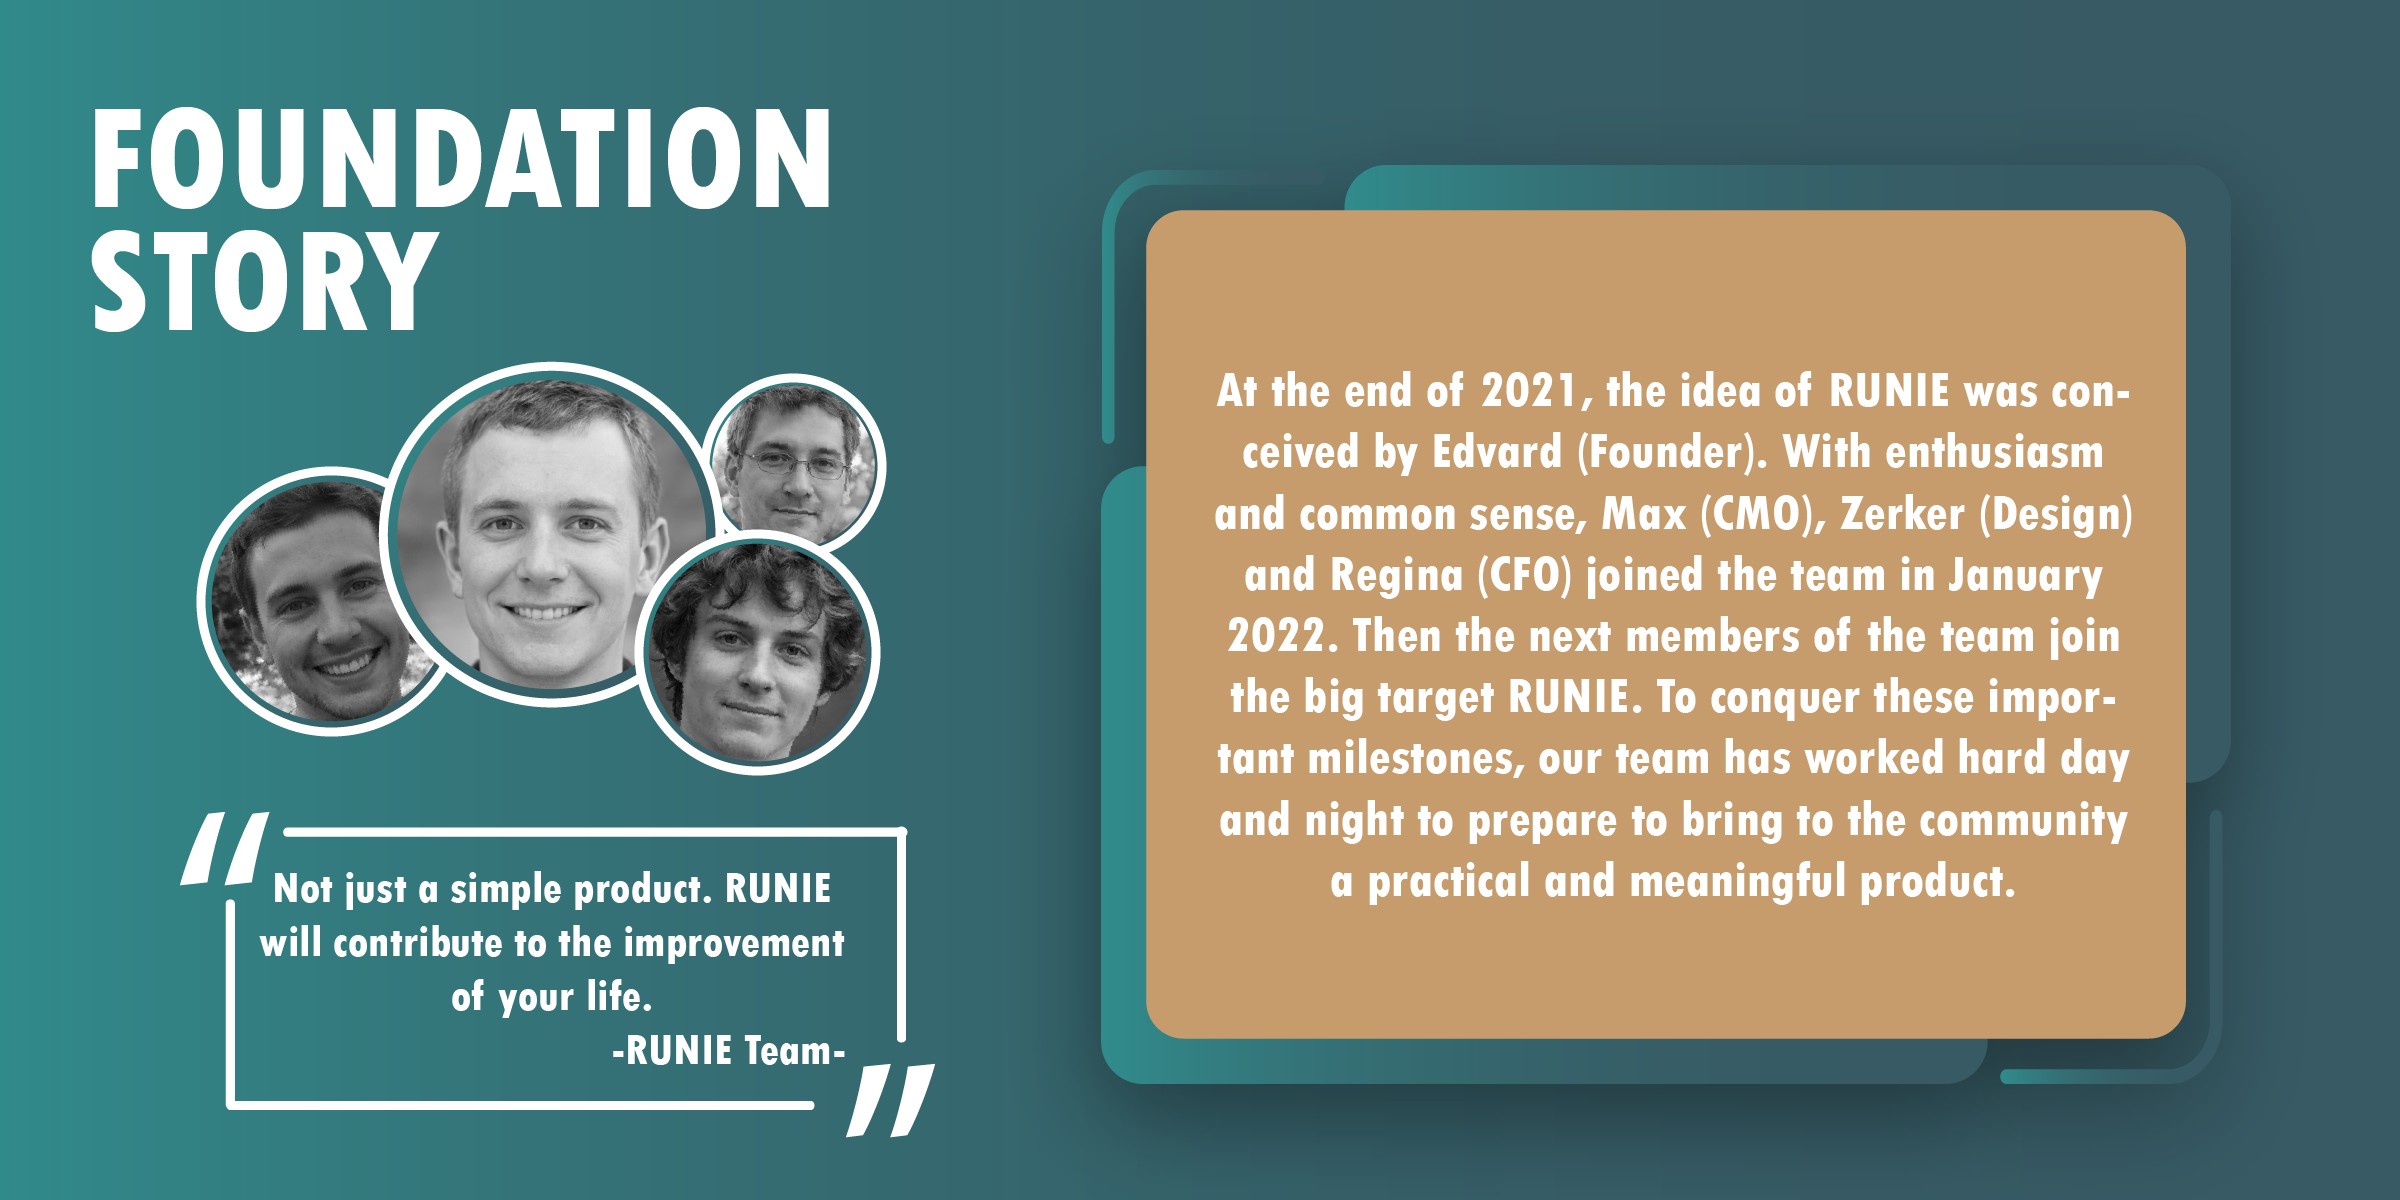 FOUNDATION
STORY
“
Not just a simple product. RUNIE
will contribute to the improvement
of your life.
-RUNIE Team-
”
At the end of 2021, the idea of RUNIE was con-
ceived by Edvard (Founder). With enthusiasm
and common sense, Max (CMO), Zerker (Design)
and Regina (CFO) joined the team in January
2022. Then the next members of the team join
the big target RUNIE. To conquer these impor-
tant milestones, our team has worked hard day
and night to prepare to bring to the community
a practical and meaningful product.